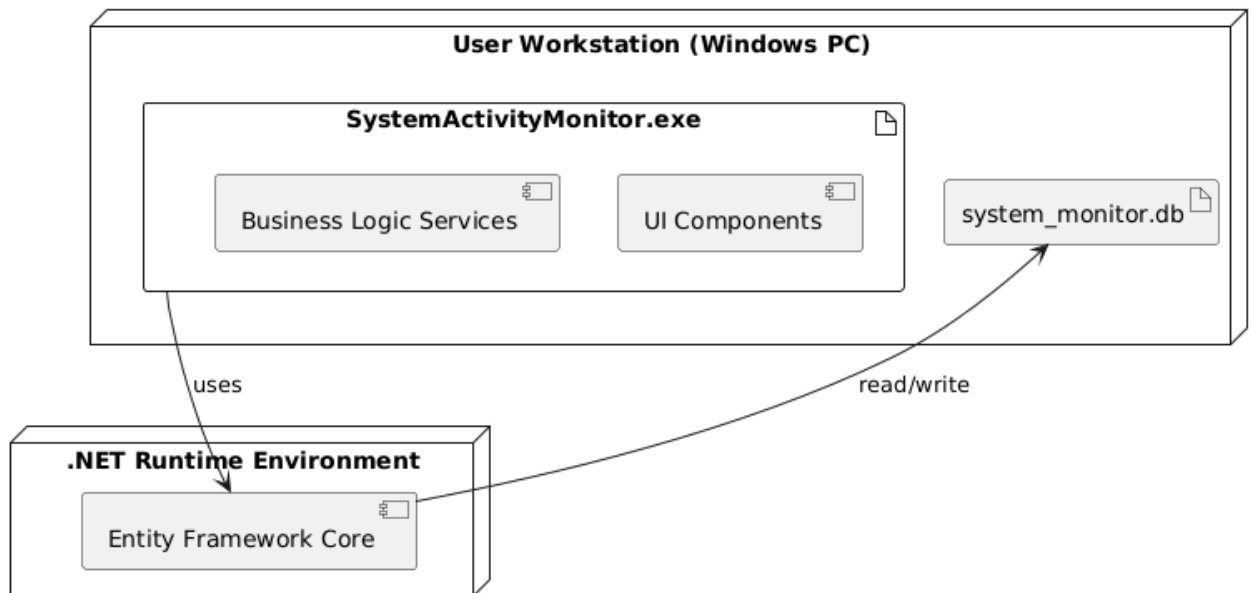 User Workstation (Windows PC)
SystemActivityMonitor.exe
Business Logic Services
UI Components
system_monitor.db
uses
read/write
.NET Runtime Environment
Entity Framework Core